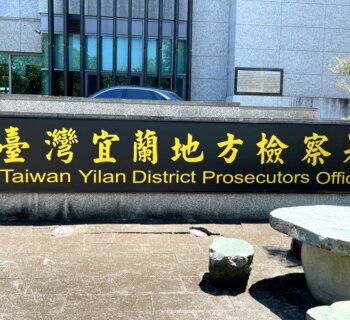 臺灣宜蘭地方檢察
Taiwan Yilan District Prosecutors Offic